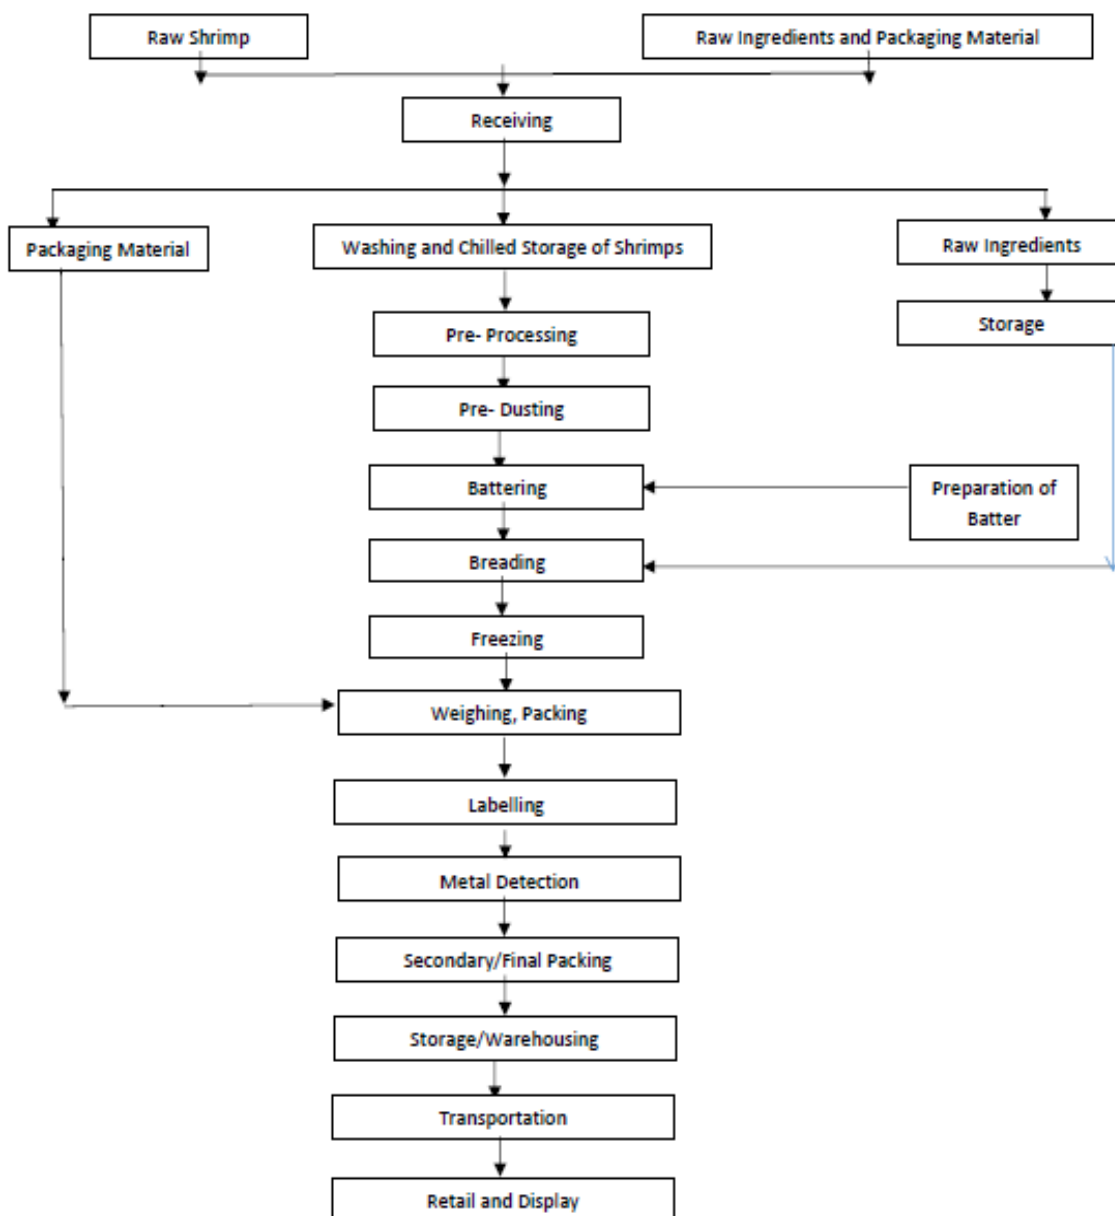 Raw Shrimp
Raw Ingredients and Packaging Material
Receiving
Packaging Material
Washing and Chilled Storage of Shrimps
Raw Ingredients
Storage
Pre- Processing
Pre- Dusting
Battering
Preparation of
Batter
Breading
Freezing
Weighing, Packing
Labelling
Metal Detection
Secondary/Final Packing
Storage/Warehousing
Transportation
Retail and Display